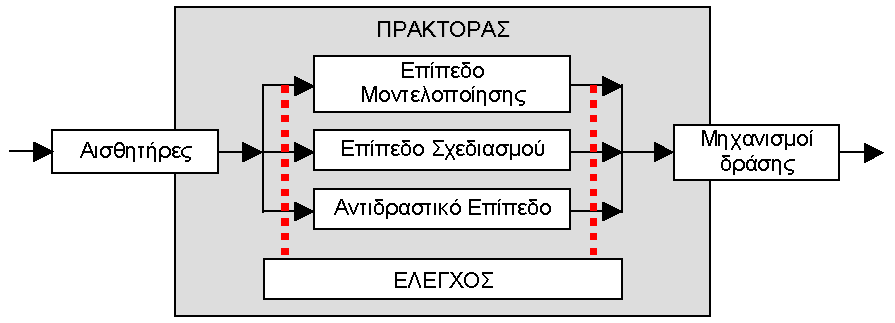 ΠΡΑΚΤΟΡΑΣ
Επίπεδο
Μοντελοποίησης
Αισθητήρες
Επίπεδο Σχεδιασμού
Μηχανισμοί
δράσης
Αντιδραστικό Επίπεδο
ΕΛΕΓΧΟΣ